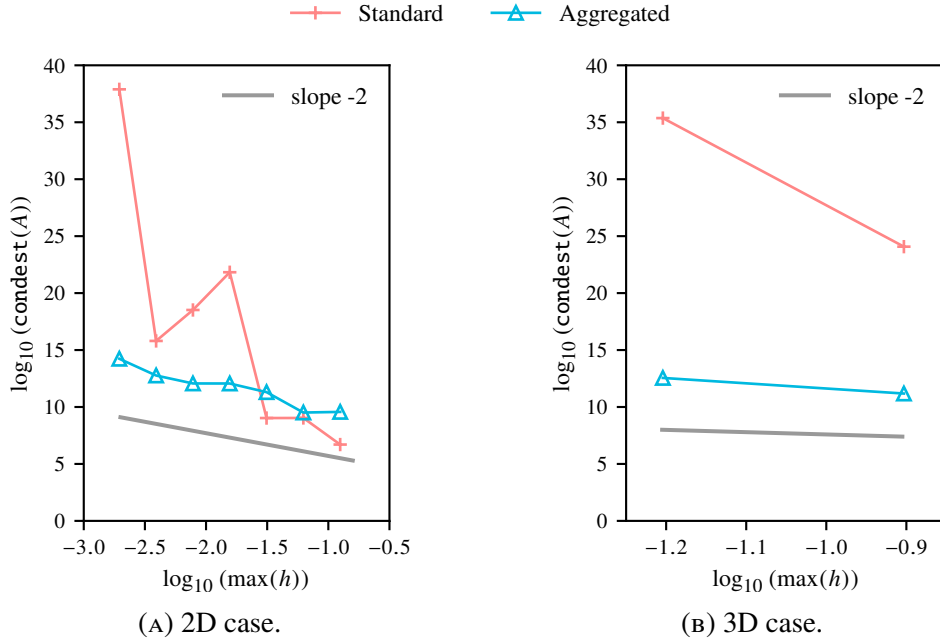 Standard Aggregated
40
35
30
25
20
15
10
5
0
log10 (condest(A))
slope -2
−3.0 −2.5 −2.0 −1.5 −1.0 −0.5
log10 (max(h))
(A) 2D case.
40
35
30
25
20
15
10
5
0
log10 (condest(A))
slope -2
−1.2 −1.1 −1.0 −0.9
log10 (max(h))
(B) 3D case.